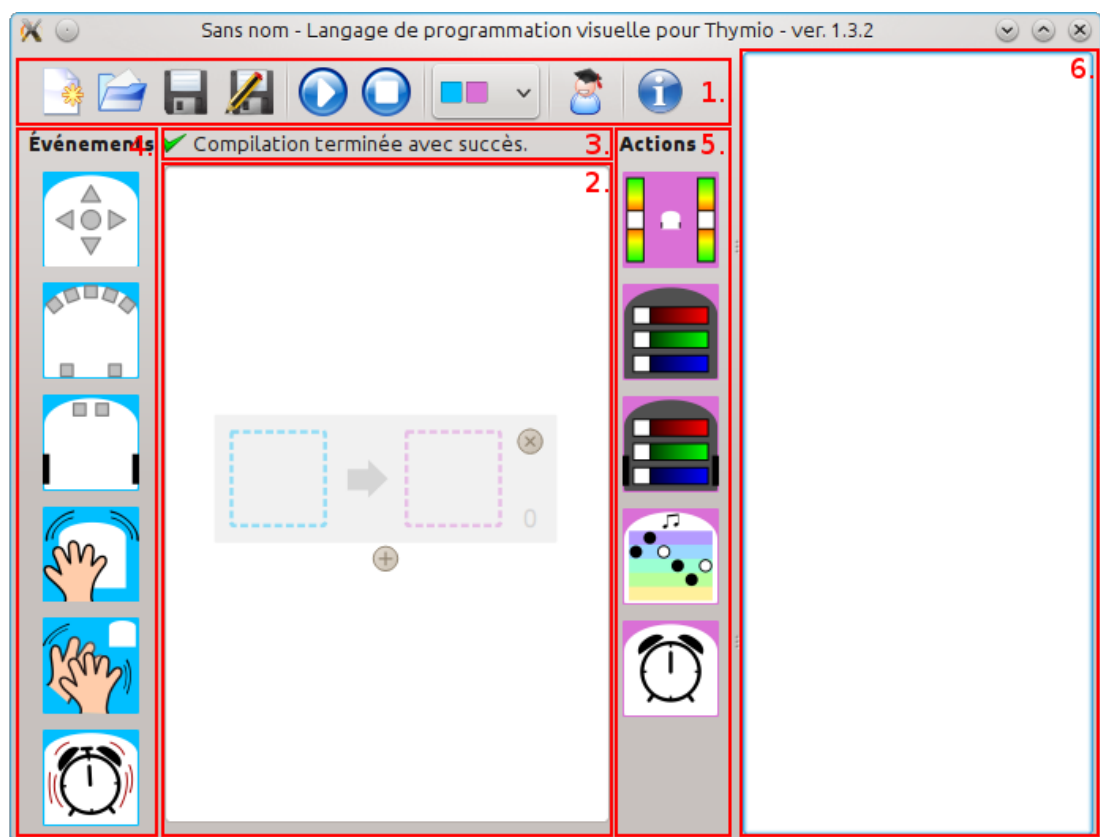 Sans nom - Langage de programmation visuelle pour Thymio - ver. 1.3.2
6.
1.
Événements 4.
Compilation terminée avec succès. 3.
Actions 5.
2.
0